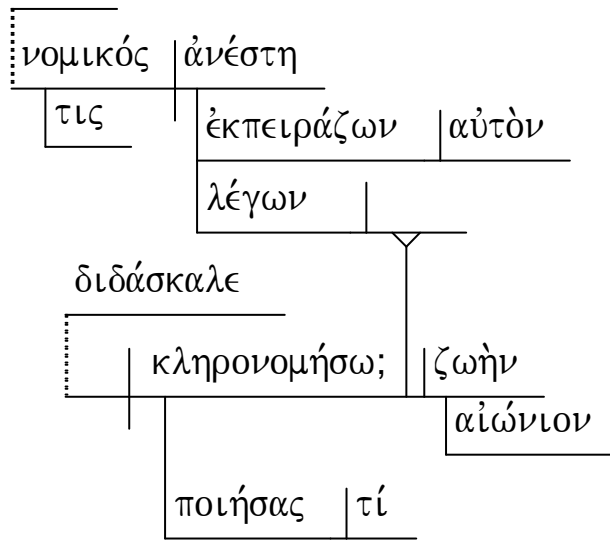 νομικός ἀνέστη
τις
ἐκπειράζων αὐτὸν
λέγων
διδάσκαλε
κληρονομήσω; ζωὴν
αἰώνιον
ποιήσας τί